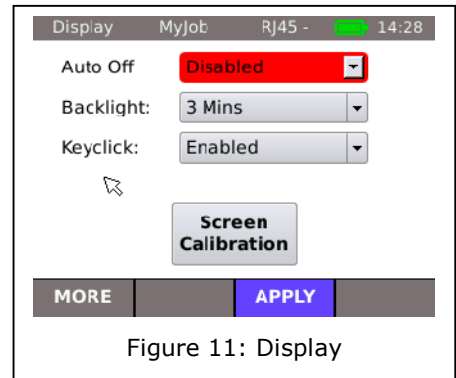 Display MyJob RJ45 - 14:28
Auto Off Disabled
Backlight: 3 Mins
Keyclick: Enabled
Screen
Calibration
MORE APPLY
Figure 11: Display